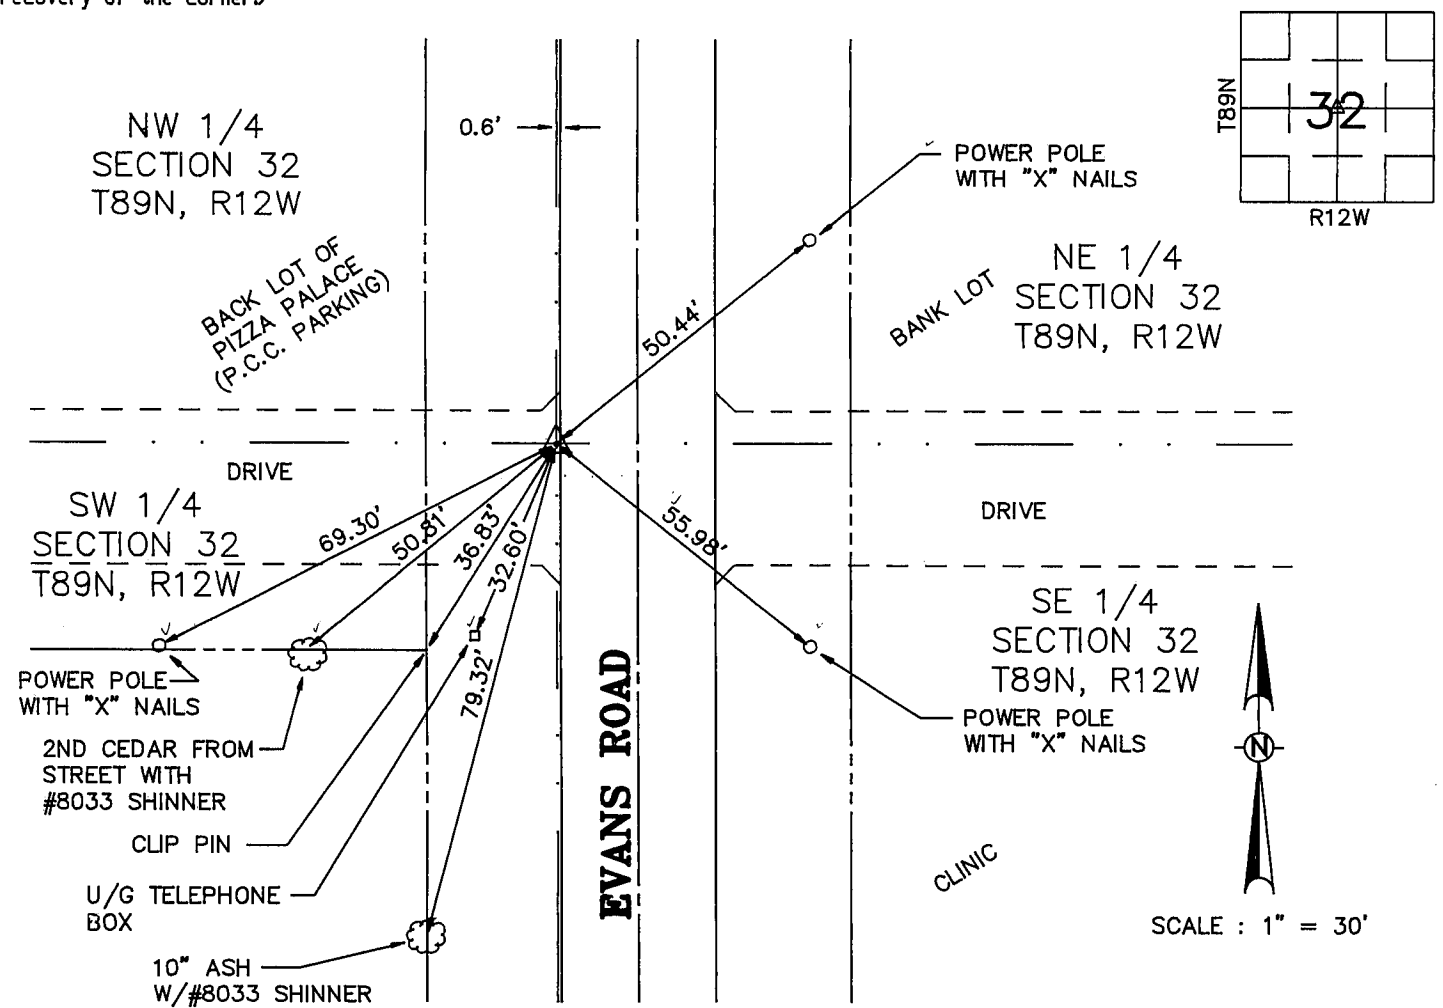 recovery of the corner)
NW 1/4
SECTION 32
T89N, R12W
0.6'
POWER POLE
WITH "X" NAILS
T89N
32
R12W
BACK LOT OF
PIZZA PALACE
(P.C.C. PARKING)
50.44'
BANK LOT
NE 1/4
SECTION 32
T89N, R12W
DRIVE
SW 1/4
SECTION 32
T89N, R12W
69.30'
50.81'
36.83'
32.60'
79.32'
55.98'
DRIVE
SE 1/4
SECTION 32
T89N, R12W
POWER POLE
WITH "X" NAILS
POWER POLE
WITH "X" NAILS
2ND CEDAR FROM
STREET WITH
#8033 SHINNER
CLIP PIN
U/G TELEPHONE
BOX
10" ASH
W/#8033 SHINNER
EVANS ROAD
CLINIC
N
SCALE : 1" = 30'